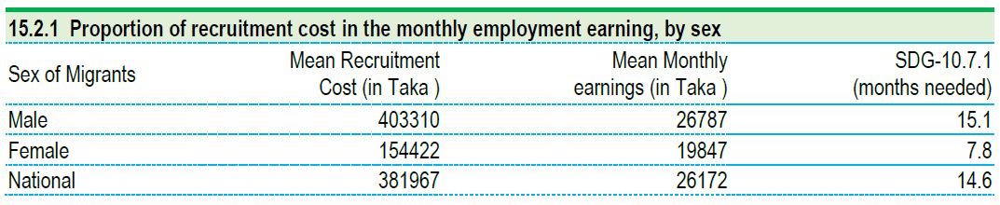 15.2.1 Proportion of recruitment cost in the monthly employment earning, by sex
Sex of Migrants Mean Recruitment Cost (in Taka ) Mean Monthly earnings (in Taka ) SDG-10.7.1 (months needed)
Male 403310 26787 15.1
Female 154422 19847 7.8
National 381967 26172 14.6